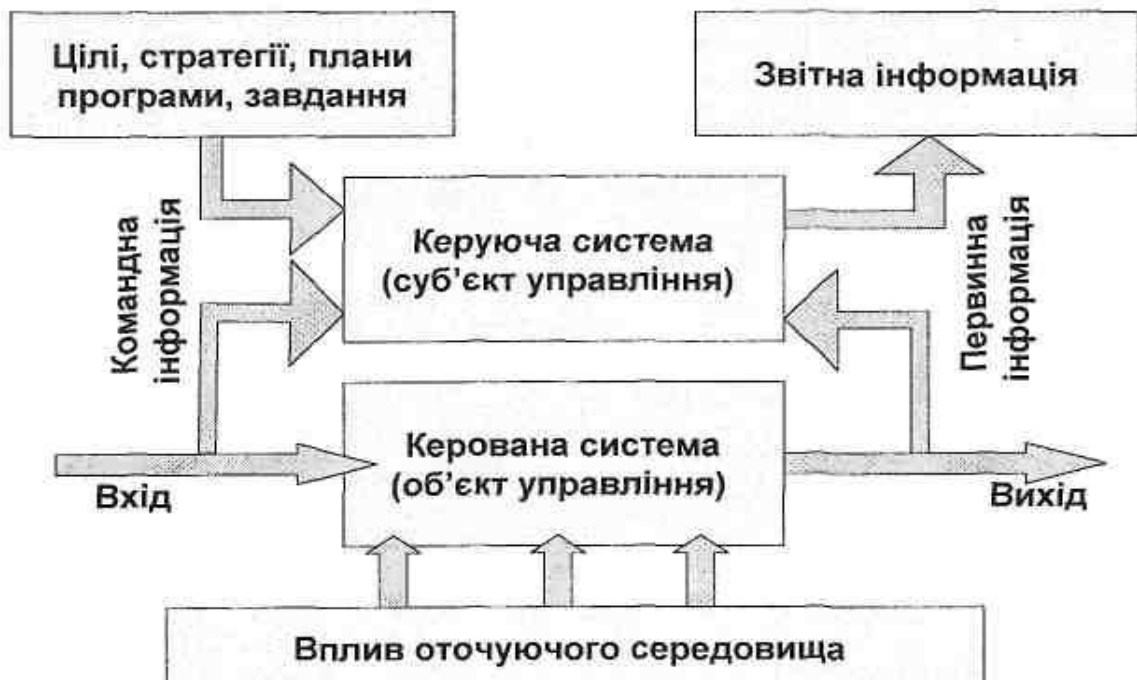 Цілі, стратегії, плани
програми, завдання
Звітна інформація
Командна
інформація
Керуюча система
(суб’єкт управління)
Первинна
інформація
Керована система
(об’єкт управління)
Вхід
Вихід
Вплив оточуючого середовища